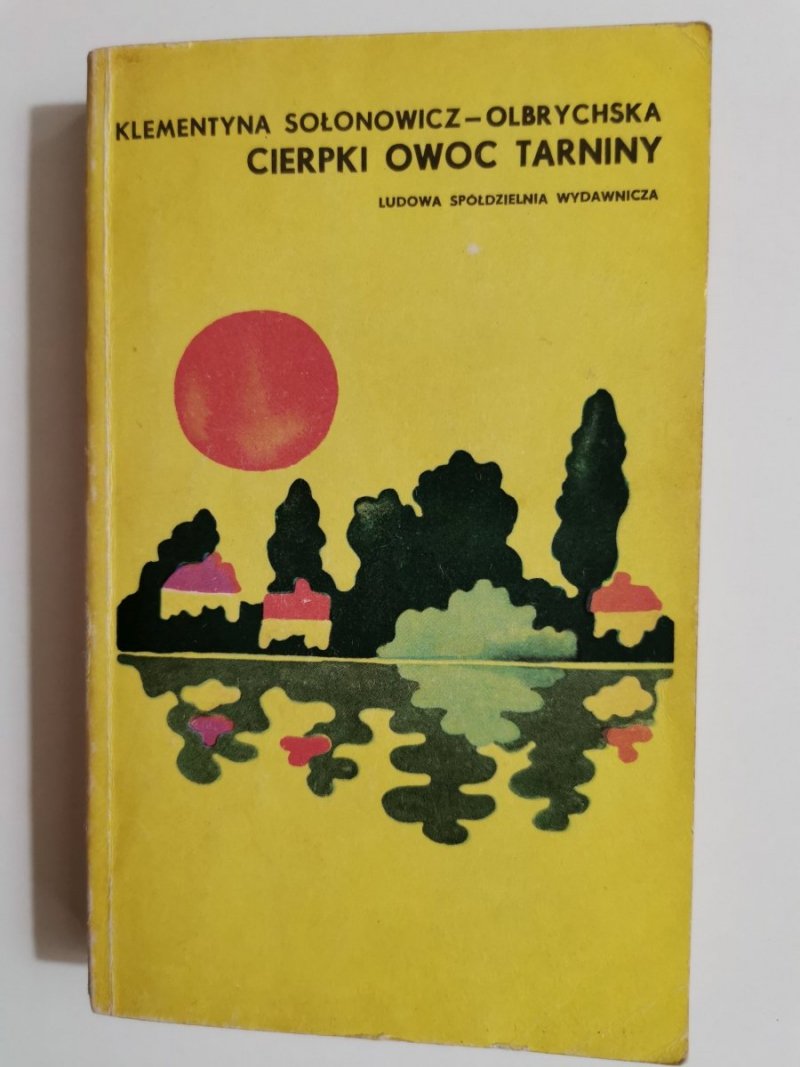 KLEMENTYNA SOŁONOWICZ–OLBRYCHSKA
CIERPKI OWOC TARNINY
LUDOWA SPÓŁDZIELNIA WYDAWNICZA